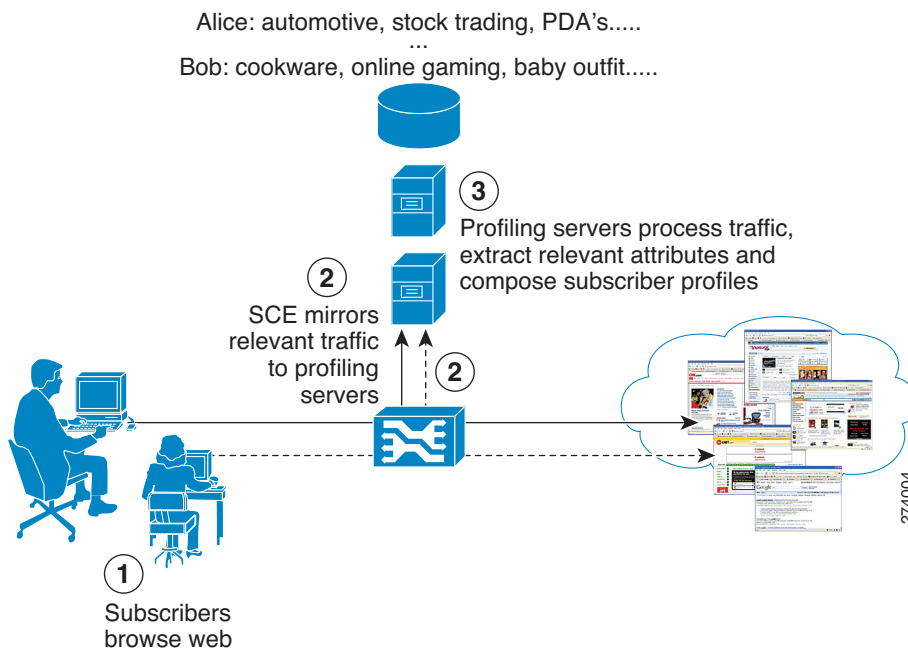 Alice: automotive, stock trading, PDA's.....
...
Bob: cookware, online gaming, baby outfit.....
3
Profiling servers process traffic,
extract relevant attributes and
compose subscriber profiles
2
SCE mirrors
relevant traffic
to profiling
servers
2
1
Subscribers
browse web
Google
274004